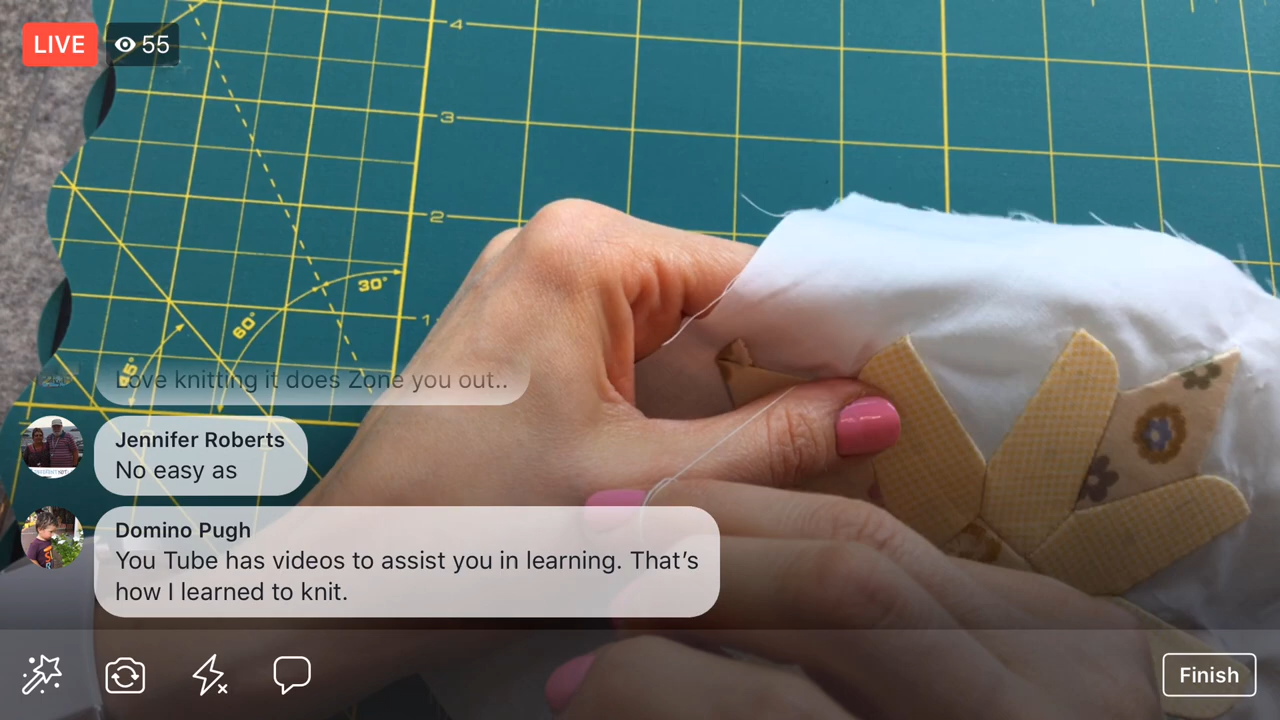 LIVE
55
4
3
2
1
30°
60°
45°
Love knitting it does Zone you out..
Jennifer Roberts
No easy as
Domino Pugh
You Tube has videos to assist you in learning. That’s
how I learned to knit.
Finish